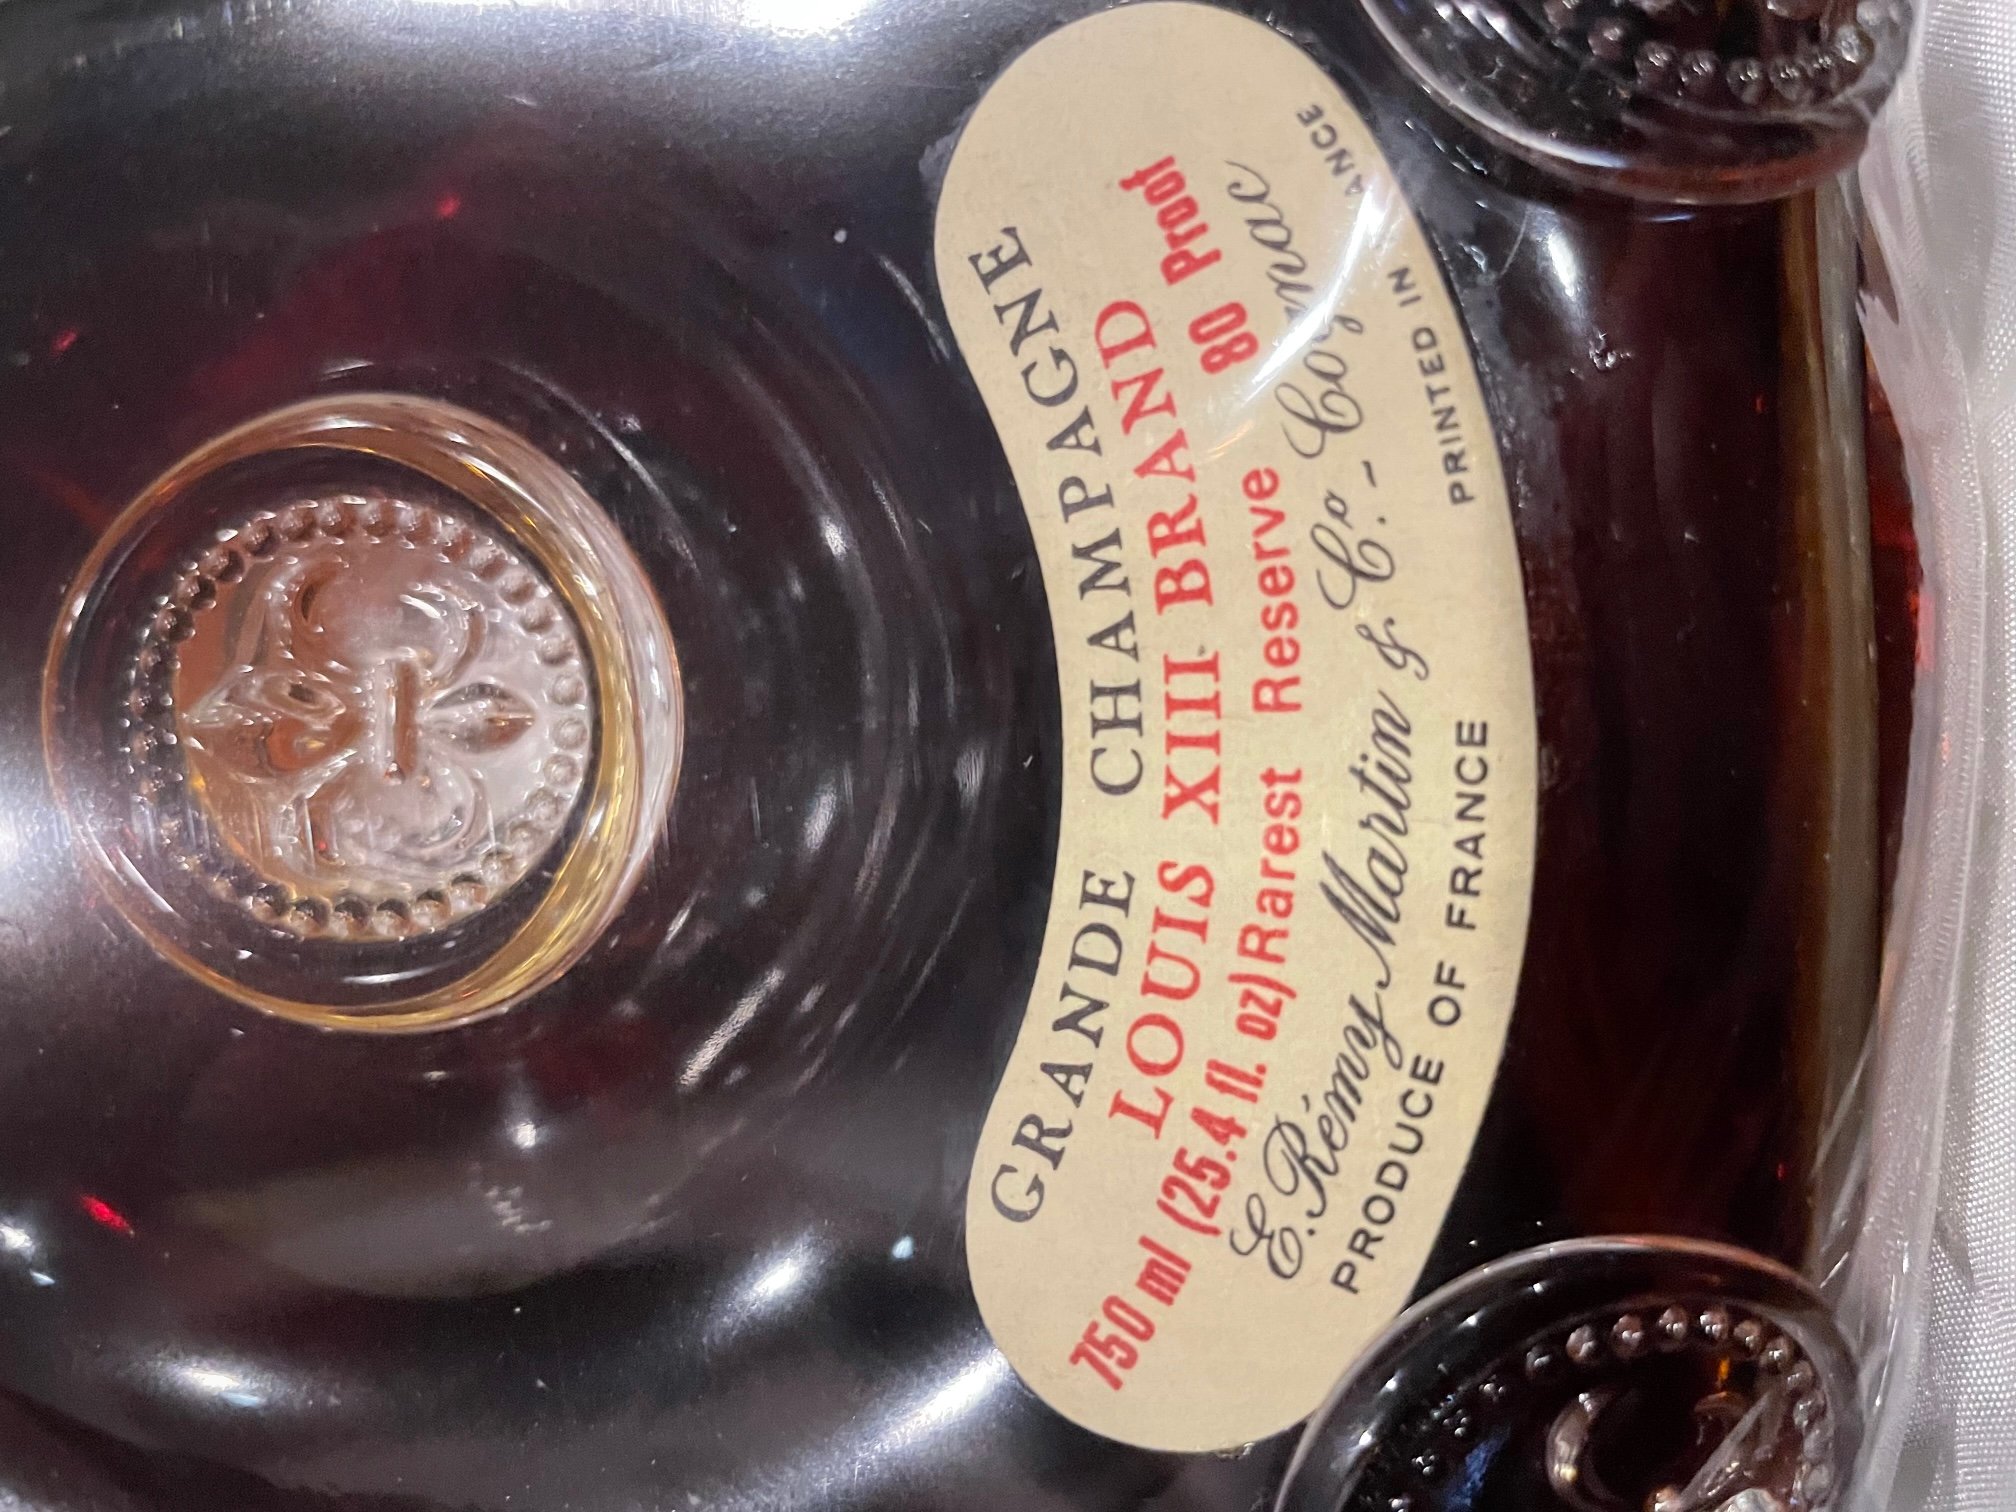 GRANDE CHAMPAGNE
LOUIS XIII BRAND
750 ml (25.4 fl. oz) Rarest Reserve 80 Proof
E. Rémy Martin & Cº. - Cognac
PRODUCE OF FRANCE PRINTED IN